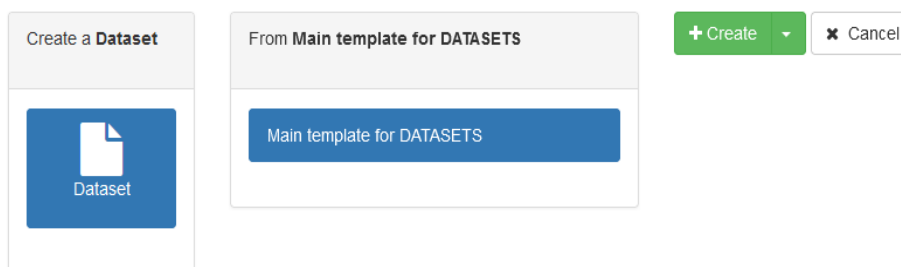 Create a Dataset
From Main template for DATASETS
Create
Cancel
Main template for DATASETS
Dataset